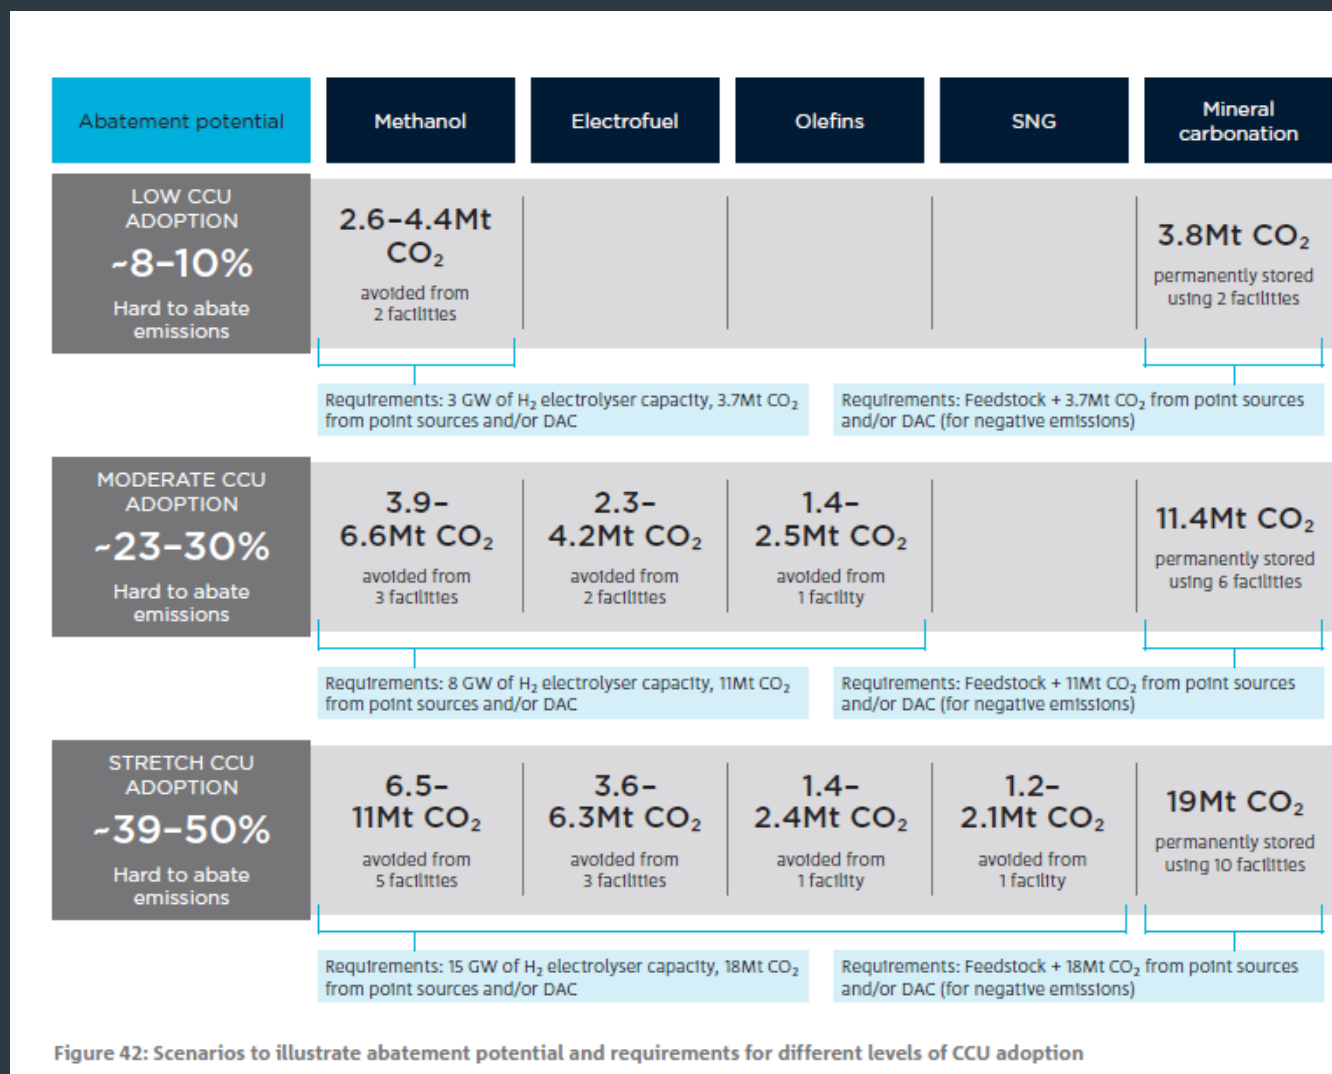 Abatement potential
Methanol
Electrofuel
Olefins
SNG
Mineral
carbonation
LOW CCU
ADOPTION
~8–10%
Hard to abate
emissions
2.6–4.4Mt
CO₂
avoided from
2 facilities
3.8Mt CO₂
permanently stored
using 2 facilities
Requirements: 3 GW of H₂ electrolyser capacity, 3.7Mt CO₂
from point sources and/or DAC
Requirements: Feedstock + 3.7Mt CO₂ from point sources
and/or DAC (for negative emissions)
MODERATE CCU
ADOPTION
~23–30%
Hard to abate
emissions
3.9–
6.6Mt CO₂
avoided from
3 facilities
2.3–
4.2Mt CO₂
avoided from
2 facilities
1.4–
2.5Mt CO₂
avoided from
1 facility
11.4Mt CO₂
permanently stored
using 6 facilities
Requirements: 8 GW of H₂ electrolyser capacity, 11Mt CO₂
from point sources and/or DAC
Requirements: Feedstock + 11Mt CO₂ from point sources
and/or DAC (for negative emissions)
STRETCH CCU
ADOPTION
~39–50%
Hard to abate
emissions
6.5–
11Mt CO₂
avoided from
5 facilities
3.6–
6.3Mt CO₂
avoided from
3 facilities
1.4–
2.4Mt CO₂
avoided from
1 facility
1.2–
2.1Mt CO₂
avoided from
1 facility
19Mt CO₂
permanently stored
using 10 facilities
Requirements: 15 GW of H₂ electrolyser capacity, 18Mt CO₂
from point sources and/or DAC
Requirements: Feedstock + 18Mt CO₂ from point sources
and/or DAC (for negative emissions)
Figure 42: Scenarios to illustrate abatement potential and requirements for different levels of CCU adoption